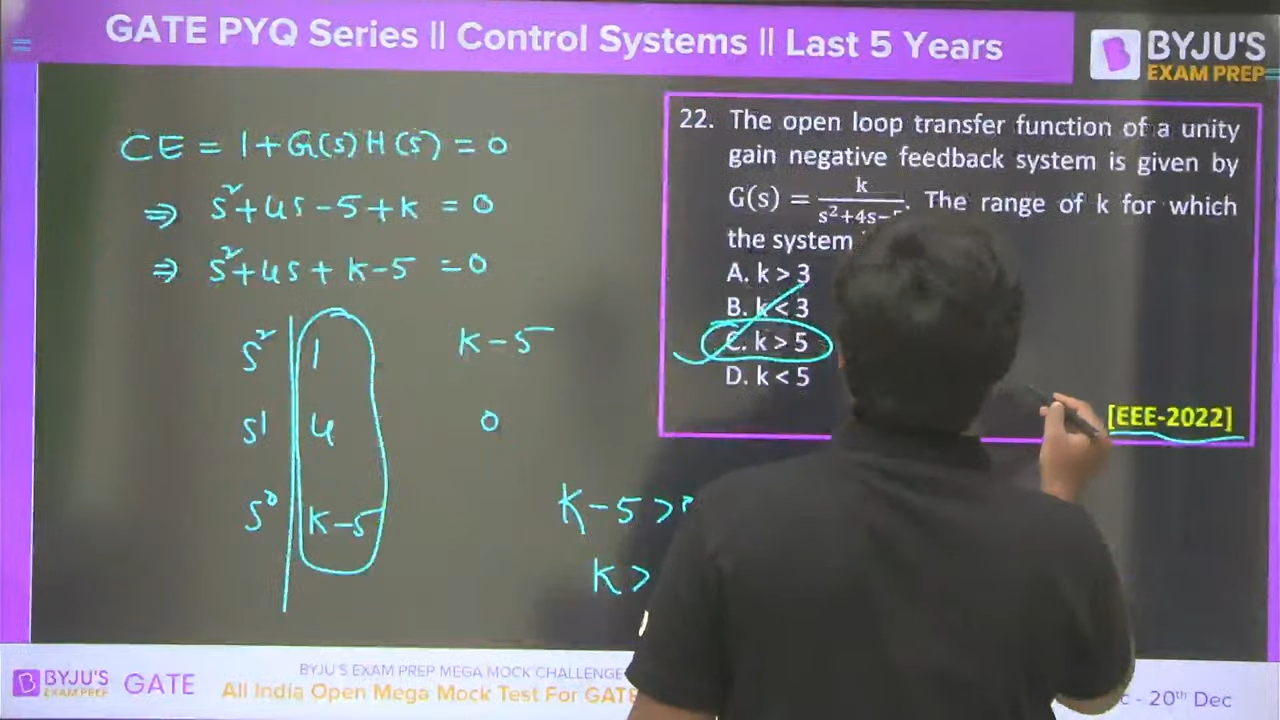 GATE PYQ Series || Control Systems || Last 5 Years
BYJU'S
EXAM PREP
CE = 1+G(s)H(s) = 0
⇒ s²+4s-5+k = 0
⇒ s²+4s+k-5 = 0
s² 1 k-5
s¹ 4 0
s⁰ k-5
k-5>
k>
22. The open loop transfer function of a unity
gain negative feedback system is given by
G(s) = k/(s²+4s- . The range of k for which
the system
A. k > 3
B. k < 3
C. k > 5
D. k < 5
[EEE-2022]
BYJU'S
EXAM PREP
GATE
BYJU'S EXAM PREP MEGA MOCK CHALLENGE
All India Open Mega Mock Test For GATE
- 20th Dec